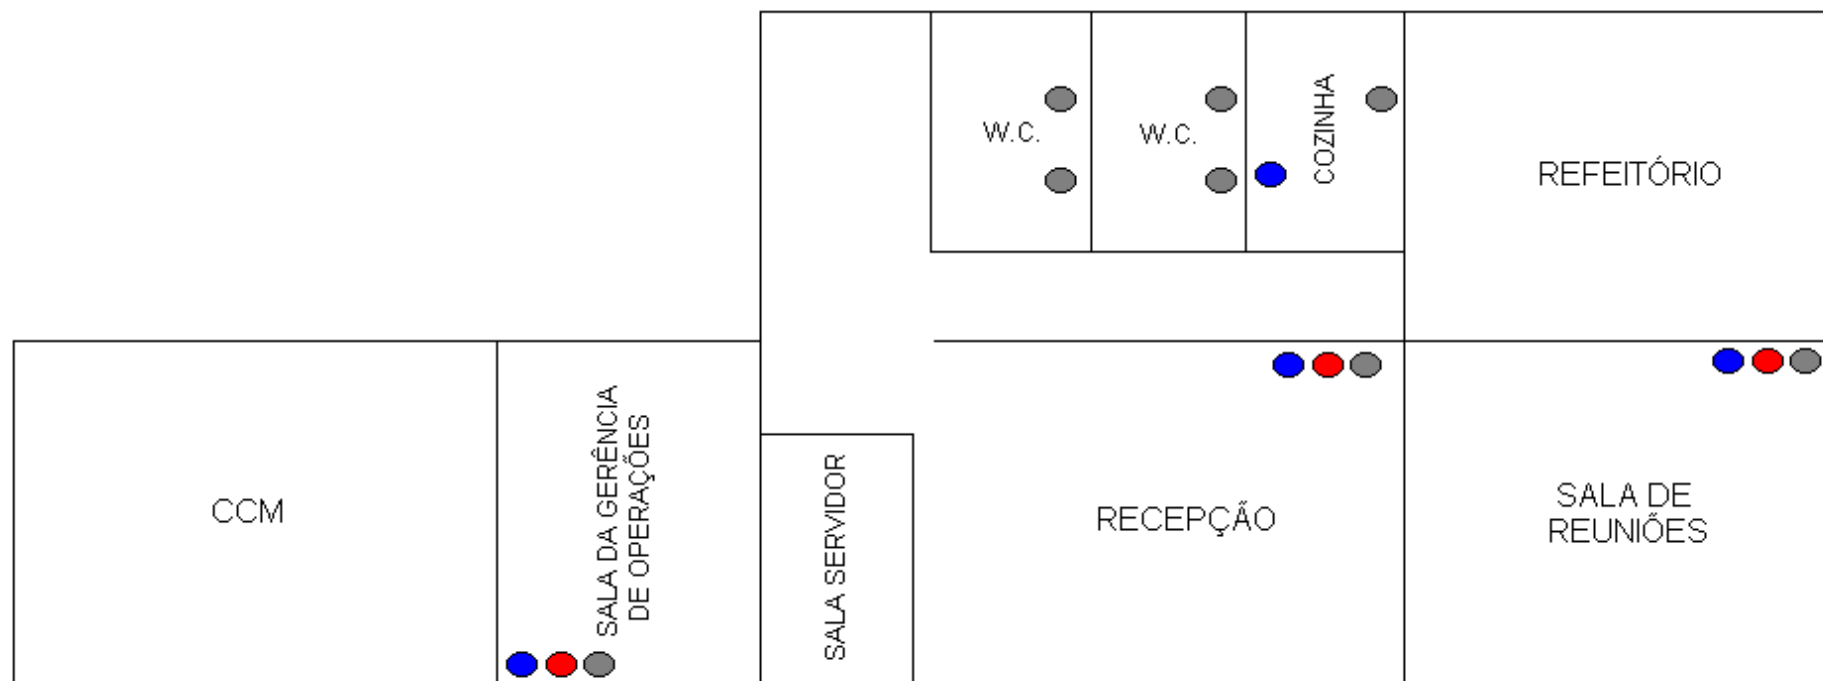 W.C.
W.C.
COZINHA
REFEITÓRIO
CCM
SALA DA GERÊNCIA
DE OPERAÇÕES
SALA SERVIDOR
RECEPÇÃO
SALA DE
REUNIÕES